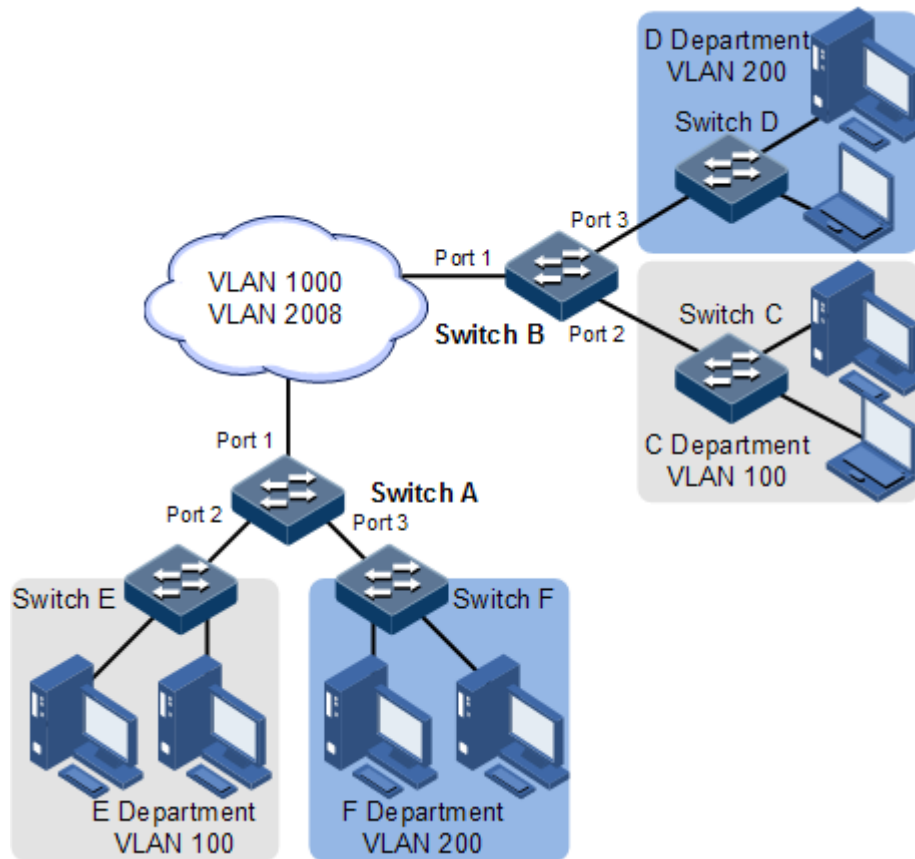 D Department
VLAN 200
Switch D
Port 3
Port 1
VLAN 1000
VLAN 2008
Switch B
Port 2
Switch C
C Department
VLAN 100
Port 1
Switch A
Port 2
Port 3
Switch E
Switch F
E Department
VLAN 100
F Department
VLAN 200